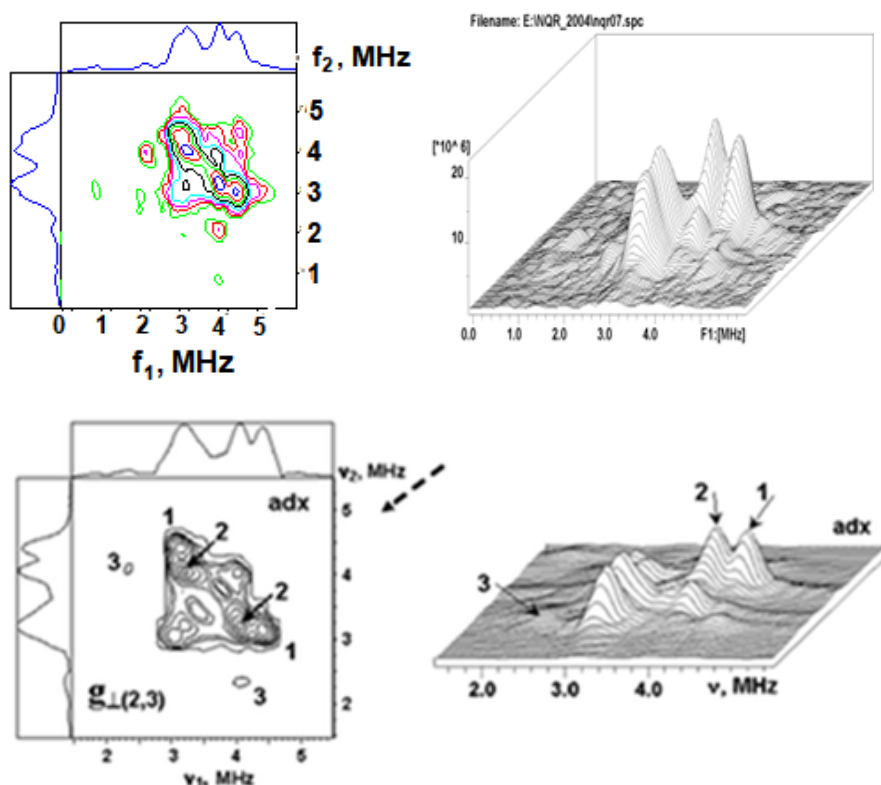 Filename: E:\NQR_2004\nqr07.spc
f₂, MHz
5
4
3
2
1
0 1 2 3 4 5
f₁, MHz
[*10^ 6]
20
10
0.0 1.0 2.0 3.0 4.0 F1:[MHz]
ν₂, MHz
adx
1
2
3
2
1
3
g⊥(2,3)
5
4
3
2
2 3 4 5
ν₁, MHz
2 1
adx
3
2.0 3.0 4.0 ν, MHz